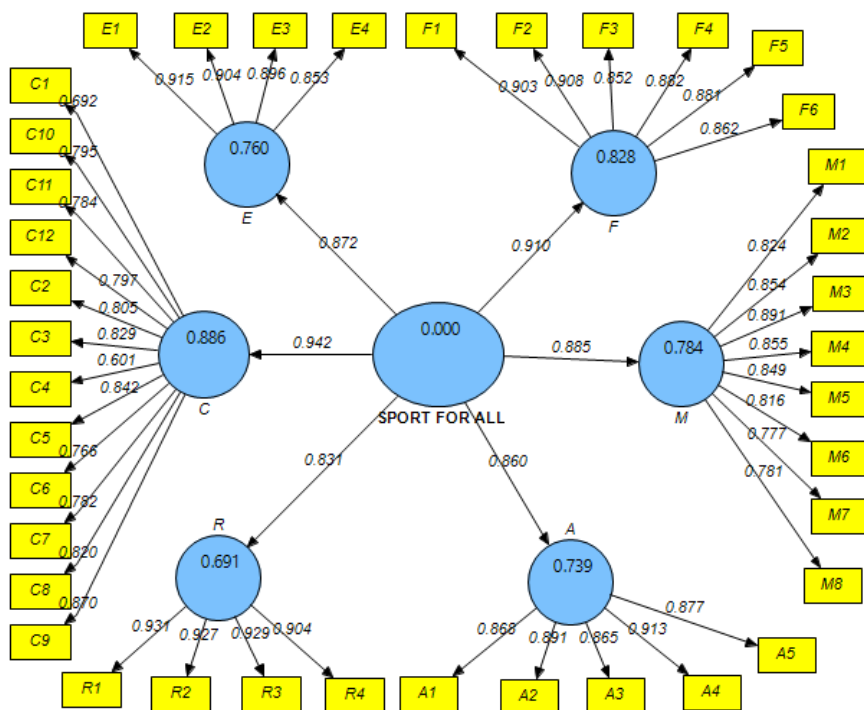 E1
E2
E3
E4
F1
F2
F3
F4
F5
F6
0.915
0.904
0.896
0.853
0.903
0.908
0.852
0.882
0.881
0.862
C1
0.692
C10
0.795
C11
0.784
C12
0.797
C2
0.805
C3
0.829
C4
0.601
C5
0.842
C6
0.766
C7
0.782
C8
0.820
C9
0.870
0.760
E
0.828
F
0.872
0.910
0.886
C
0.942
0.000
SPORT FOR ALL
0.885
0.784
M
M1
0.824
M2
0.854
M3
0.891
M4
0.855
M5
0.849
M6
0.816
M7
0.777
M8
0.781
0.831
0.860
R
0.691
A
0.739
0.931
0.927
0.929
0.904
0.868
0.891
0.865
0.913
0.877
R1
R2
R3
R4
A1
A2
A3
A4
A5